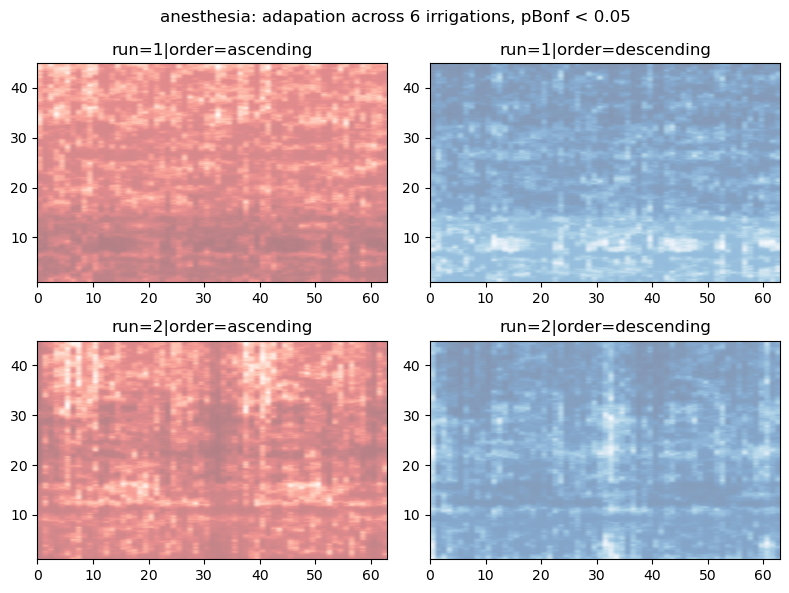 anesthesia: adapation across 6 irrigations, pBonf < 0.05
run=1|order=ascending
run=1|order=descending
40
30
20
10
0 10 20 30 40 50 60
40
30
20
10
0 10 20 30 40 50 60
run=2|order=ascending
run=2|order=descending
40
30
20
10
0 10 20 30 40 50 60
40
30
20
10
0 10 20 30 40 50 60